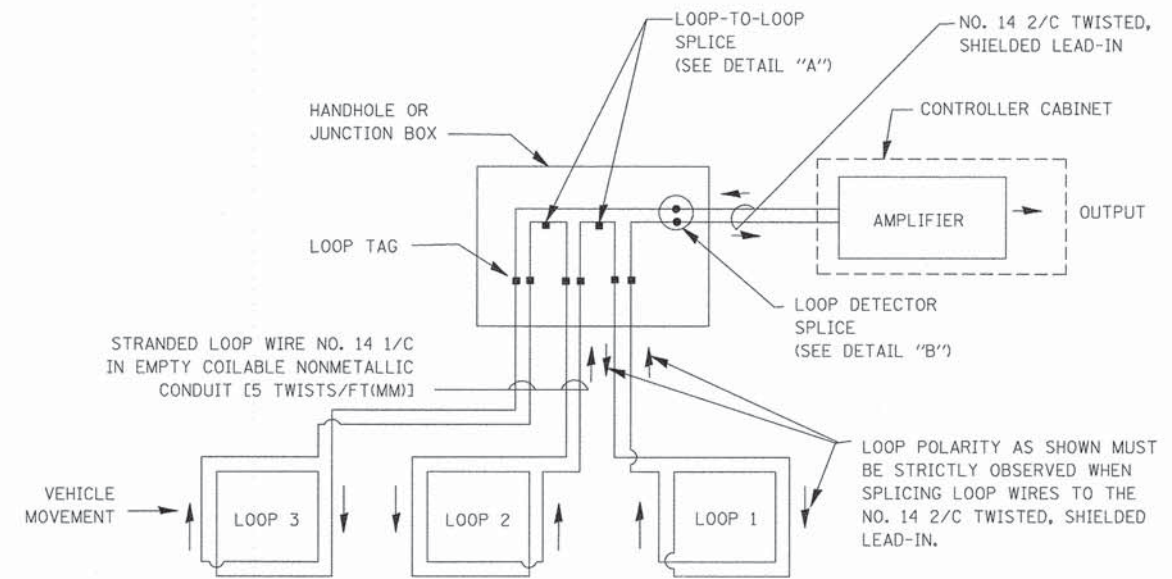 LOOP-TO-LOOP
SPLICE
(SEE DETAIL "A")
NO. 14 2/C TWISTED,
SHIELDED LEAD-IN
HANDHOLE OR
JUNCTION BOX
CONTROLLER CABINET
AMPLIFIER
OUTPUT
LOOP TAG
LOOP DETECTOR
SPLICE
(SEE DETAIL "B")
STRANDED LOOP WIRE NO. 14 1/C
IN EMPTY COILABLE NONMETALLIC
CONDUIT [5 TWISTS/FT(MM)]
LOOP POLARITY AS SHOWN MUST
BE STRICTLY OBSERVED WHEN
SPLICING LOOP WIRES TO THE
NO. 14 2/C TWISTED, SHIELDED
LEAD-IN.
VEHICLE
MOVEMENT
LOOP 3
LOOP 2
LOOP 1